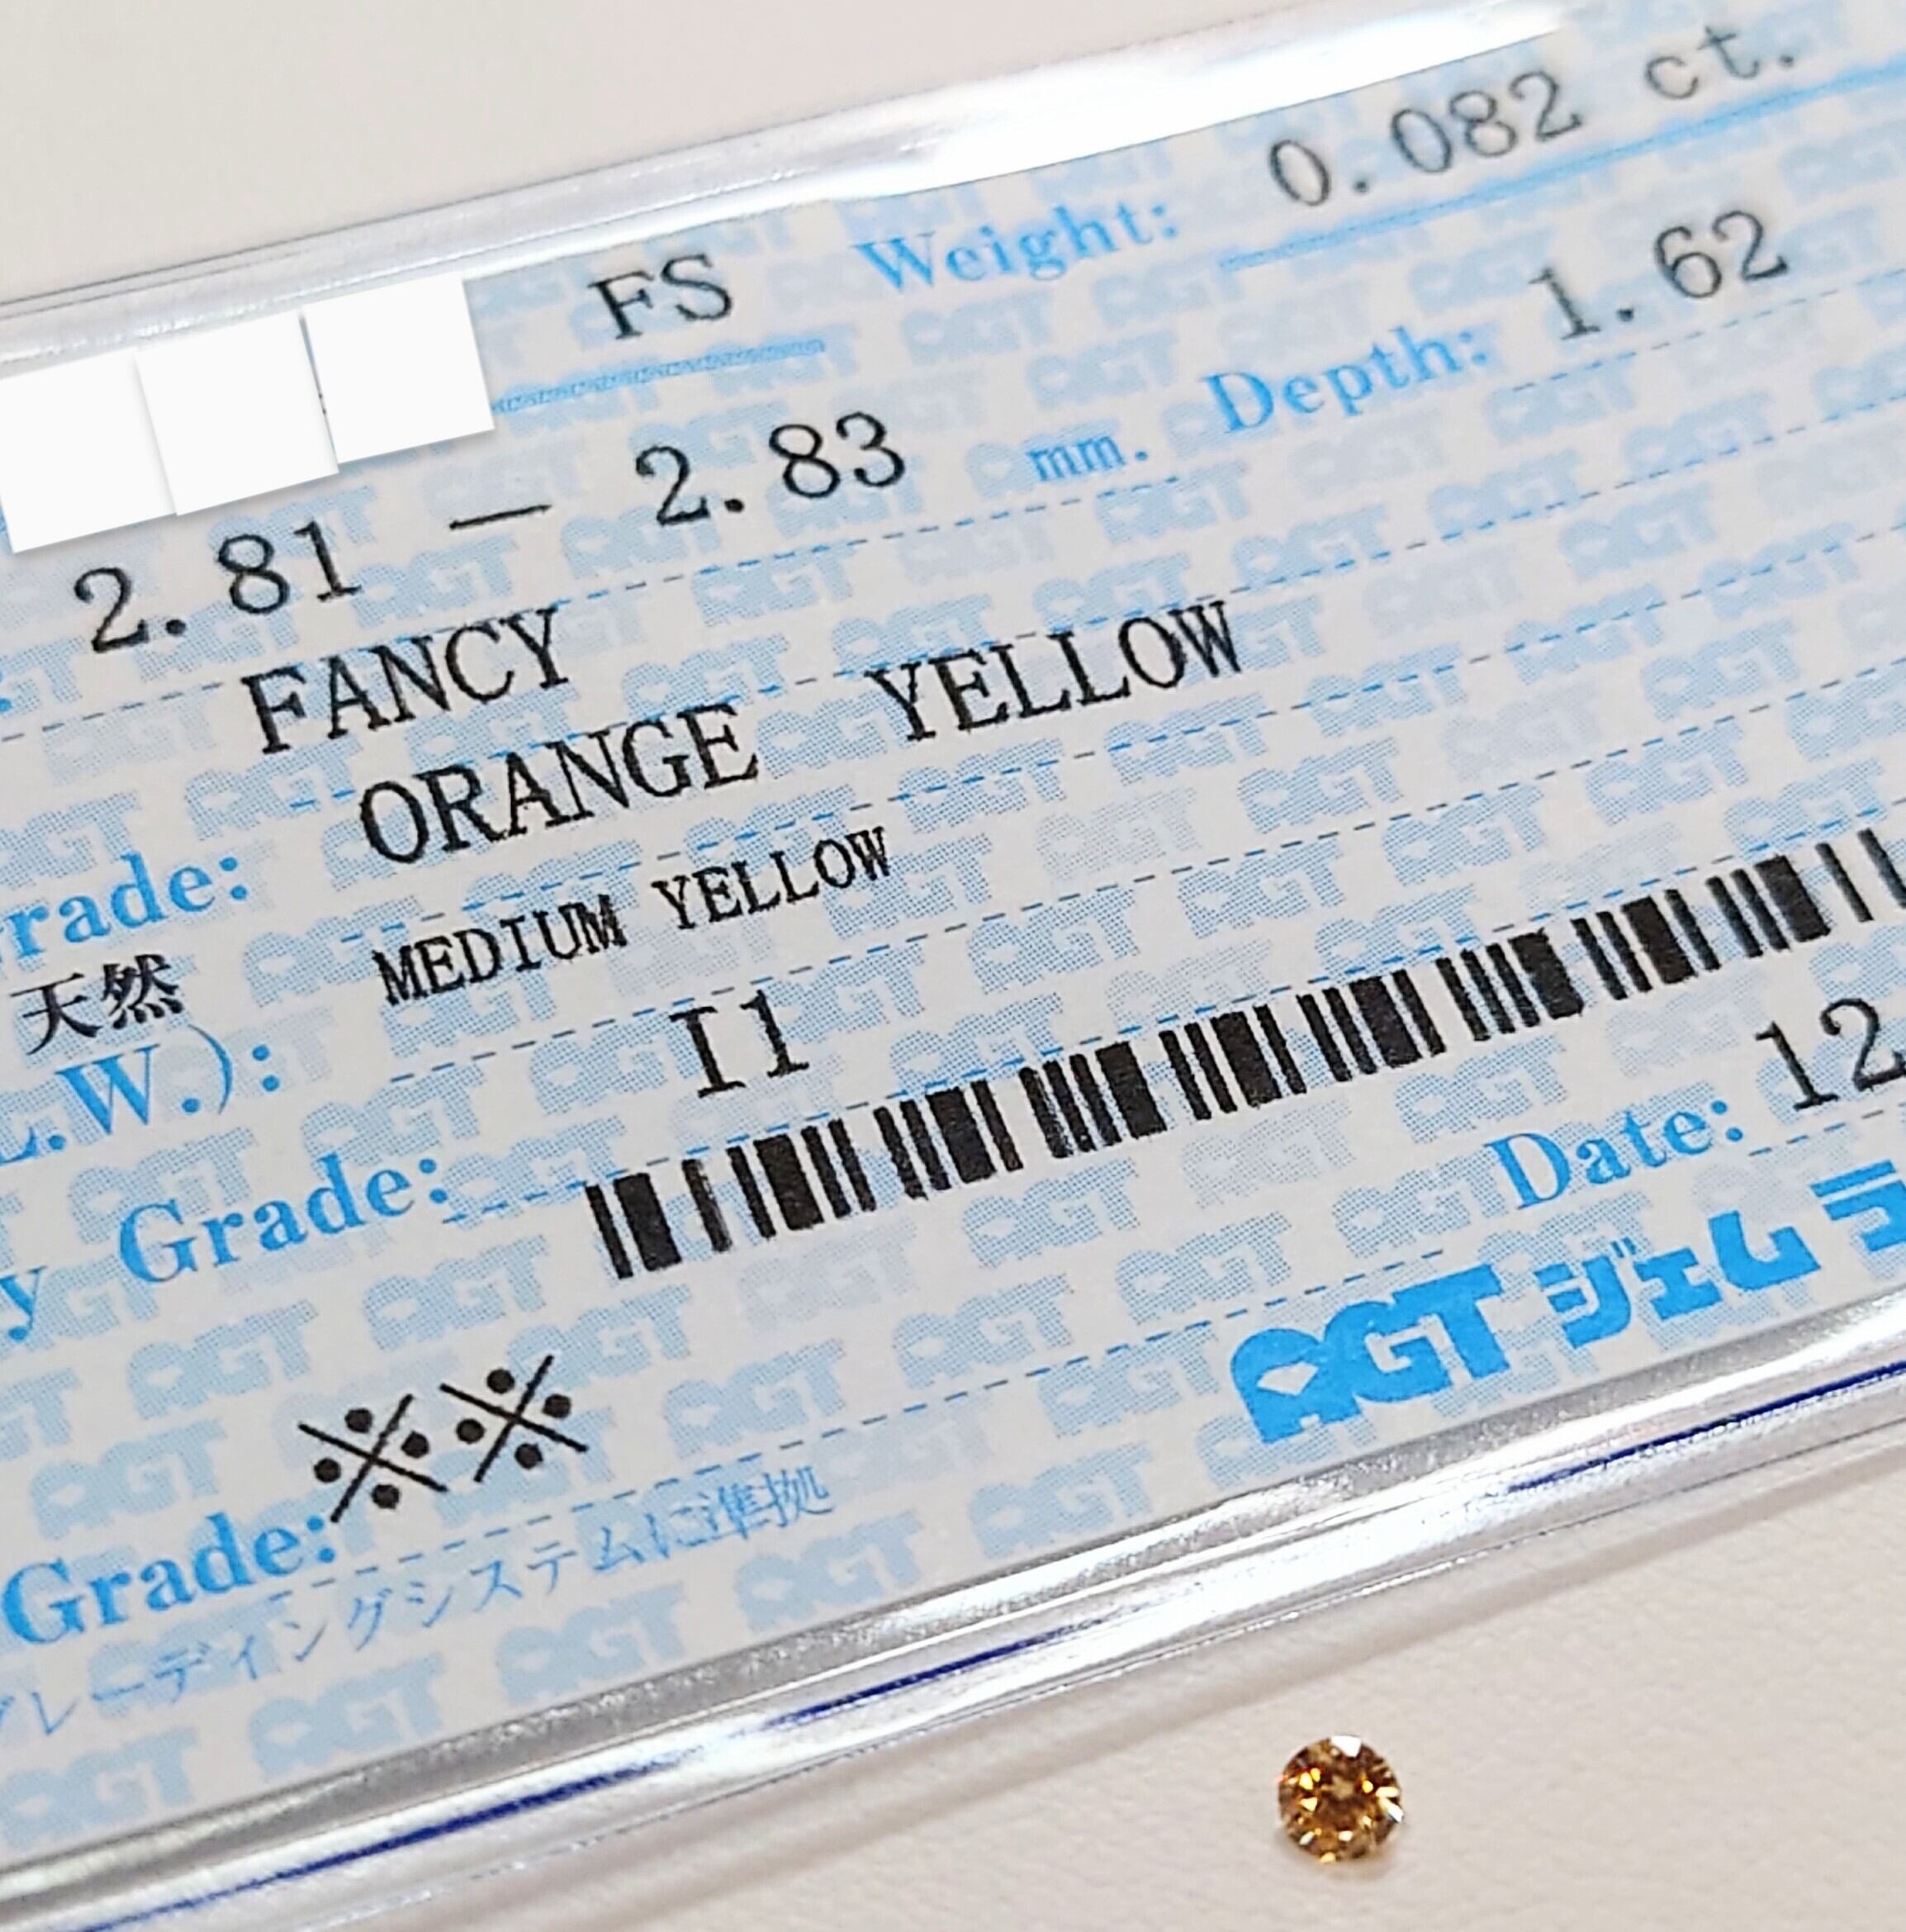 FS Weight: 0.082 ct.
2.81 − 2.83 mm. Depth: 1.62
FANCY
rade: ORANGE YELLOW
天然 MEDIUM YELLOW
L.W.):
y Grade: I1
Date: 12
AGT ジェム
Grade: ※※
グレーディングシステムに準拠